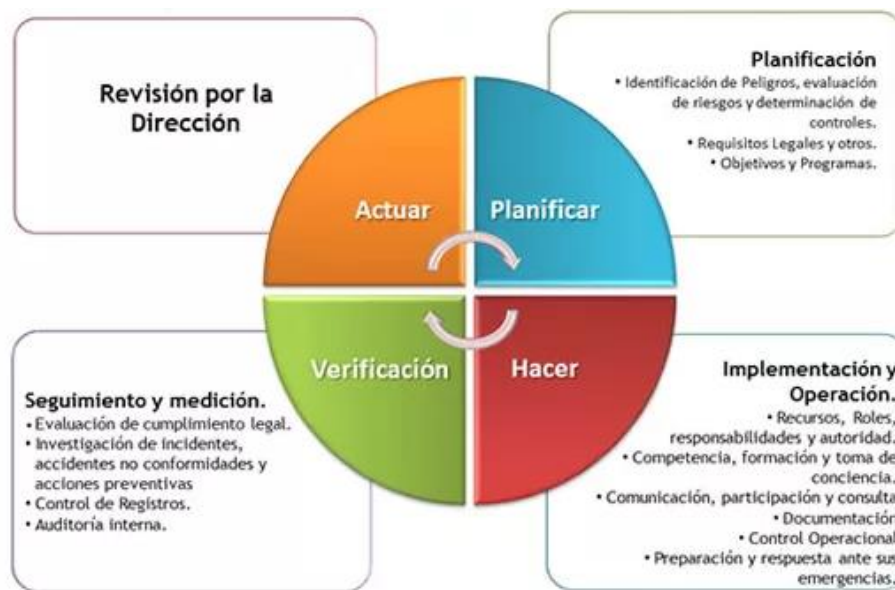 Revisión por la
Dirección
Planificación
• Identificación de Peligros, evaluación
de riesgos y determinación de
controles.
• Requisitos Legales y otros.
• Objetivos y Programas.
Actuar
Planificar
Verificación
Hacer
Seguimiento y medición.
• Evaluación de cumplimiento legal.
• Investigación de incidentes,
accidentes no conformidades y
acciones preventivas
• Control de Registros.
• Auditoría interna.
Implementación y
Operación.
• Recursos, Roles,
responsabilidades y autoridad.
• Competencia, formación y toma de
conciencia.
• Comunicación, participación y consulta
• Documentación
• Control Operacional
• Preparación y respuesta ante sus
emergencias.